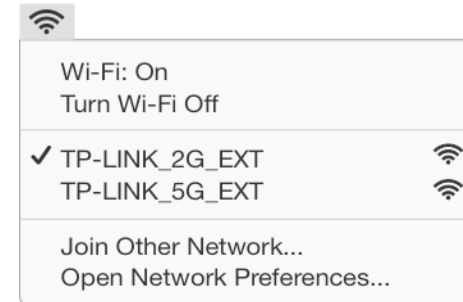 Wi-Fi: On
Turn Wi-Fi Off
TP-LINK_2G_EXT
TP-LINK_5G_EXT
Join Other Network...
Open Network Preferences...